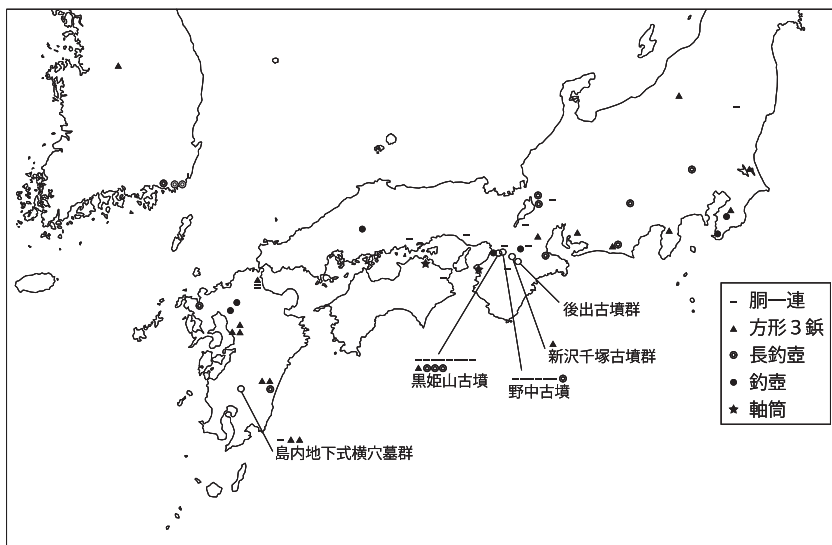 胴一連
方形３鋲
長釣壺
釣壺
軸筒
後出古墳群
新沢千塚古墳群
野中古墳
黒姫山古墳
島内地下式横穴墓群